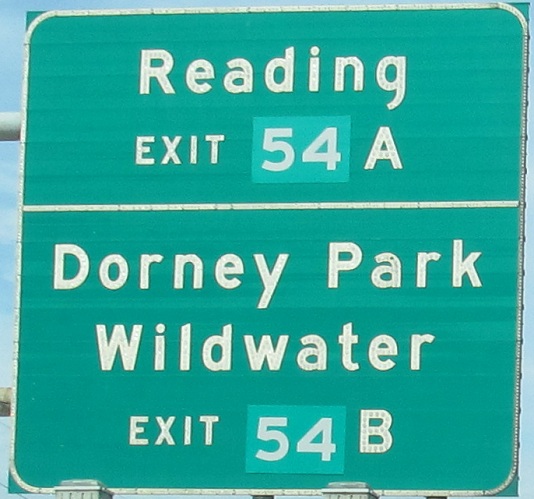 Reading
EXIT 54 A
Dorney Park
Wildwater
EXIT 54 B